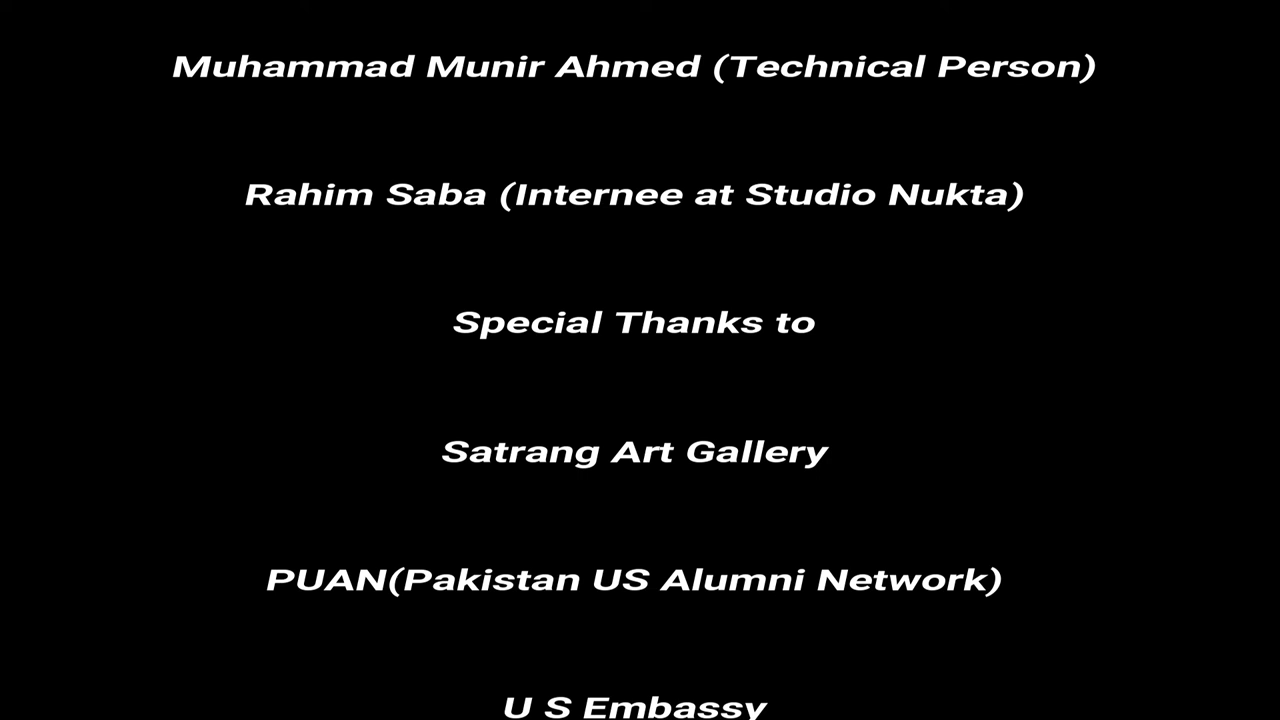 Muhammad Munir Ahmed (Technical Person)
Rahim Saba (Internee at Studio Nukta)
Special Thanks to
Satrang Art Gallery
PUAN(Pakistan US Alumni Network)
U S Embassy